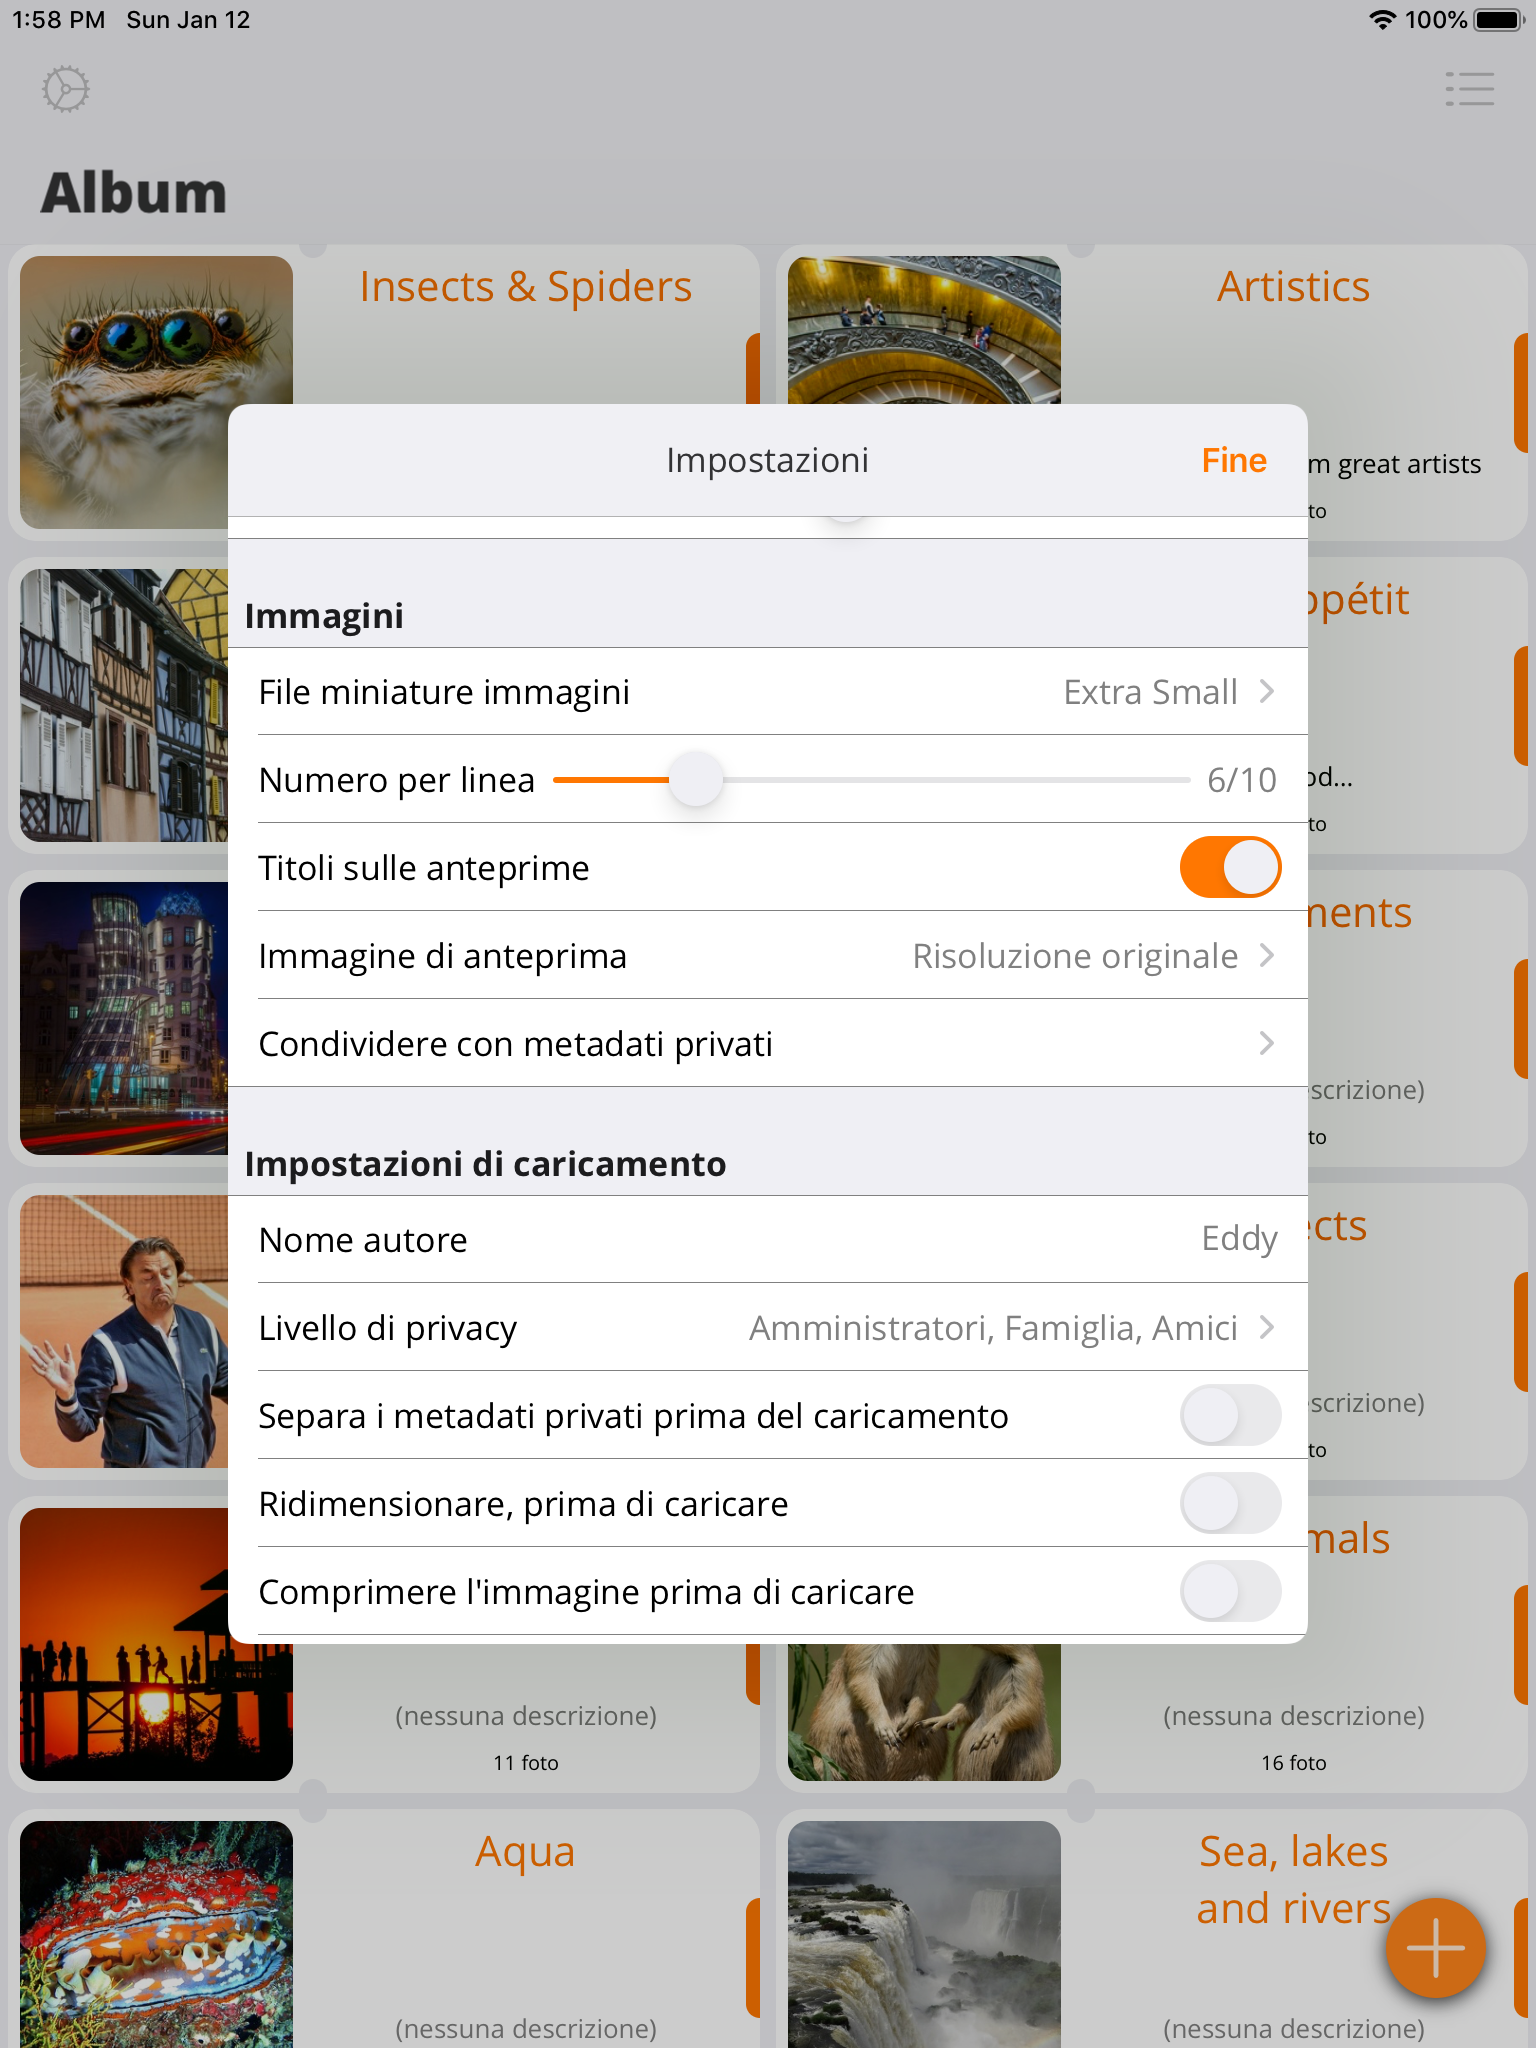 1:58 PM Sun Jan 12
100%
Album
Insects & Spiders
Artistics
m great artists
to
ppétit
od...
to
ments
scrizione)
to
ects
scrizione)
to
mals
Impostazioni
Fine
Immagini
File miniature immagini Extra Small
Numero per linea 6/10
Titoli sulle anteprime
Immagine di anteprima Risoluzione originale
Condividere con metadati privati
Impostazioni di caricamento
Nome autore Eddy
Livello di privacy Amministratori, Famiglia, Amici
Separa i metadati privati prima del caricamento
Ridimensionare, prima di caricare
Comprimere l'immagine prima di caricare
(nessuna descrizione)
11 foto
(nessuna descrizione)
16 foto
Aqua
(nessuna descrizione)
Sea, lakes
and rivers
(nessuna descrizione)